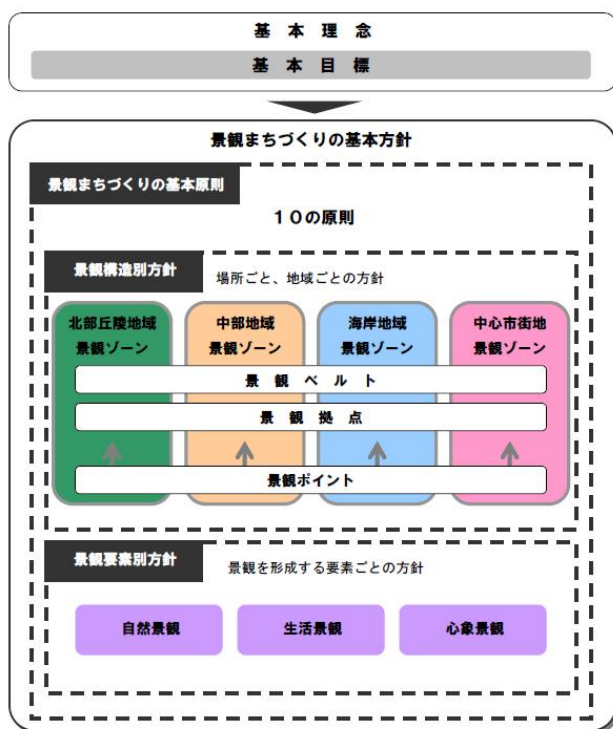 基本理念
基本目標
景観まちづくりの基本方針
景観まちづくりの基本原則
10の原則
景観構造別方針
場所ごと、地域ごとの方針
北部丘陵地域
景観ゾーン
中部地域
景観ゾーン
海岸地域
景観ゾーン
中心市街地
景観ゾーン
景観ベルト
景観拠点
景観ポイント
景観要素別方針
景観を形成する要素ごとの方針
自然景観
生活景観
心象景観